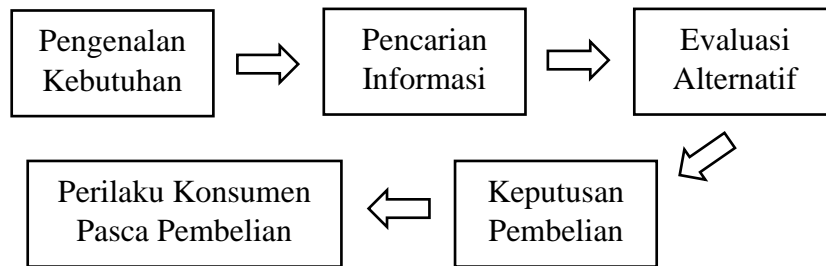 Pengenalan
Kebutuhan
Pencarian
Informasi
Evaluasi
Alternatif
Keputusan
Pembelian
Perilaku Konsumen
Pasca Pembelian